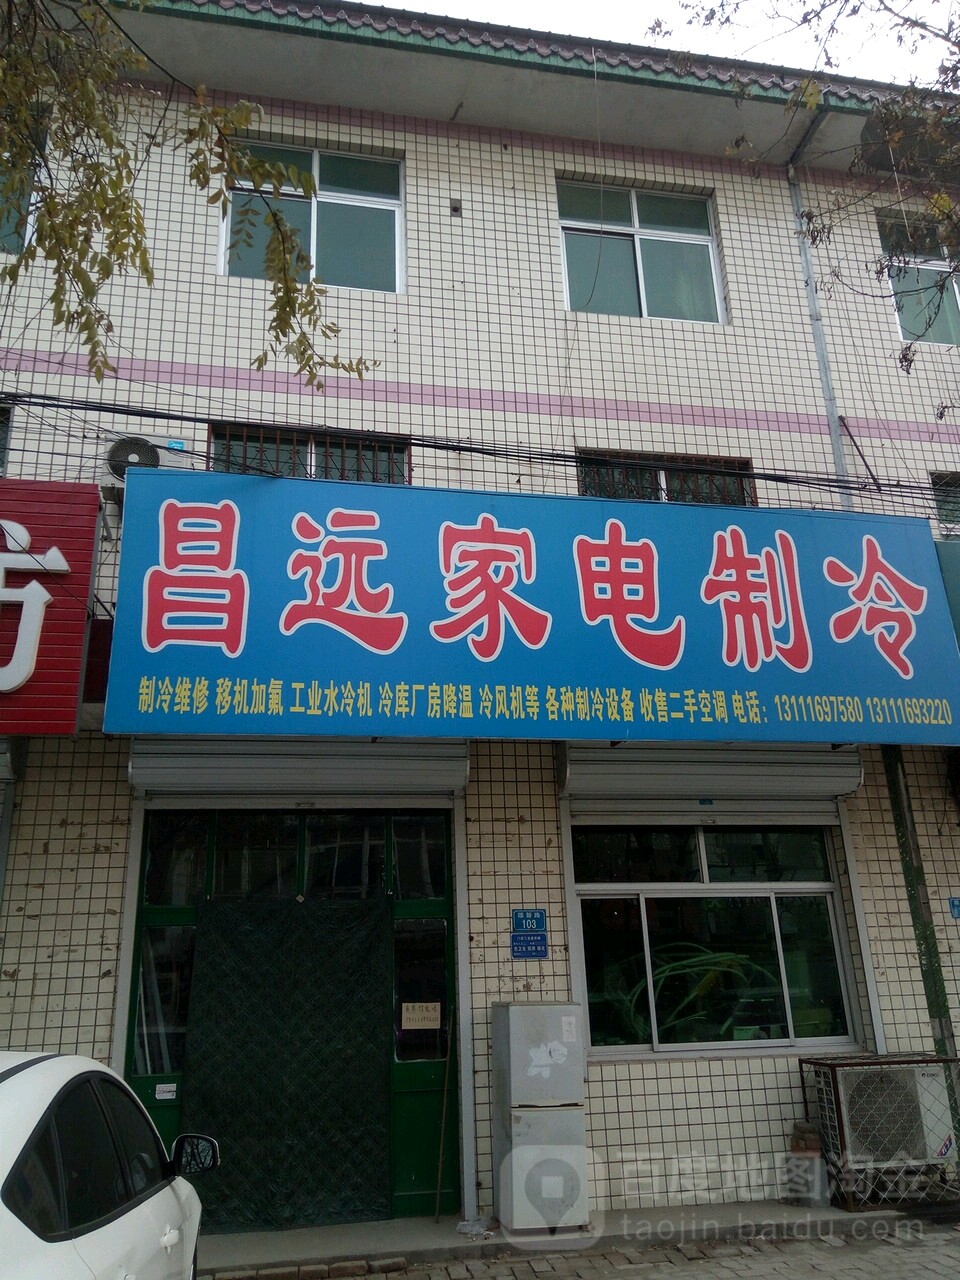 昌远家电制冷
制冷维修 移机加氟 工业水冷机 冷库厂房降温 冷风机等 各种制冷设备 收售二手空调 电话：13111697580 13111693220
103
百度地图淘金
taojin.baidu.com